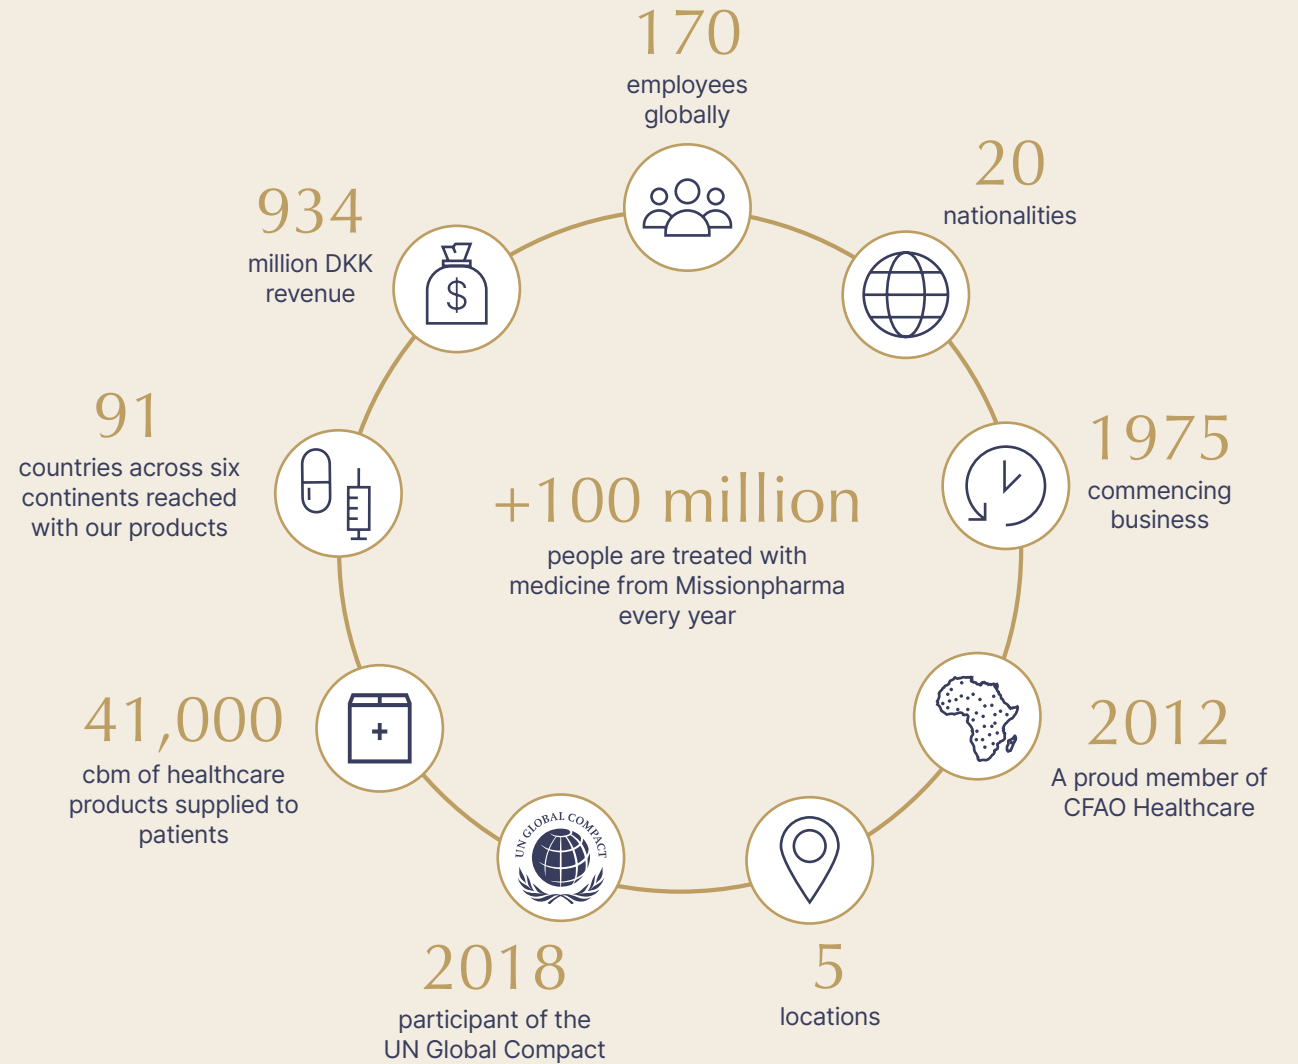 170
employees
globally
20
nationalities
1975
commencing
business
2012
A proud member of
CFAO Healthcare
5
locations
2018
participant of the
UN Global Compact
UN GLOBAL COMPACT
41,000
cbm of healthcare
products supplied to
patients
91
countries across six
continents reached
with our products
934
million DKK
revenue
$
+100 million
people are treated with
medicine from Missionpharma
every year